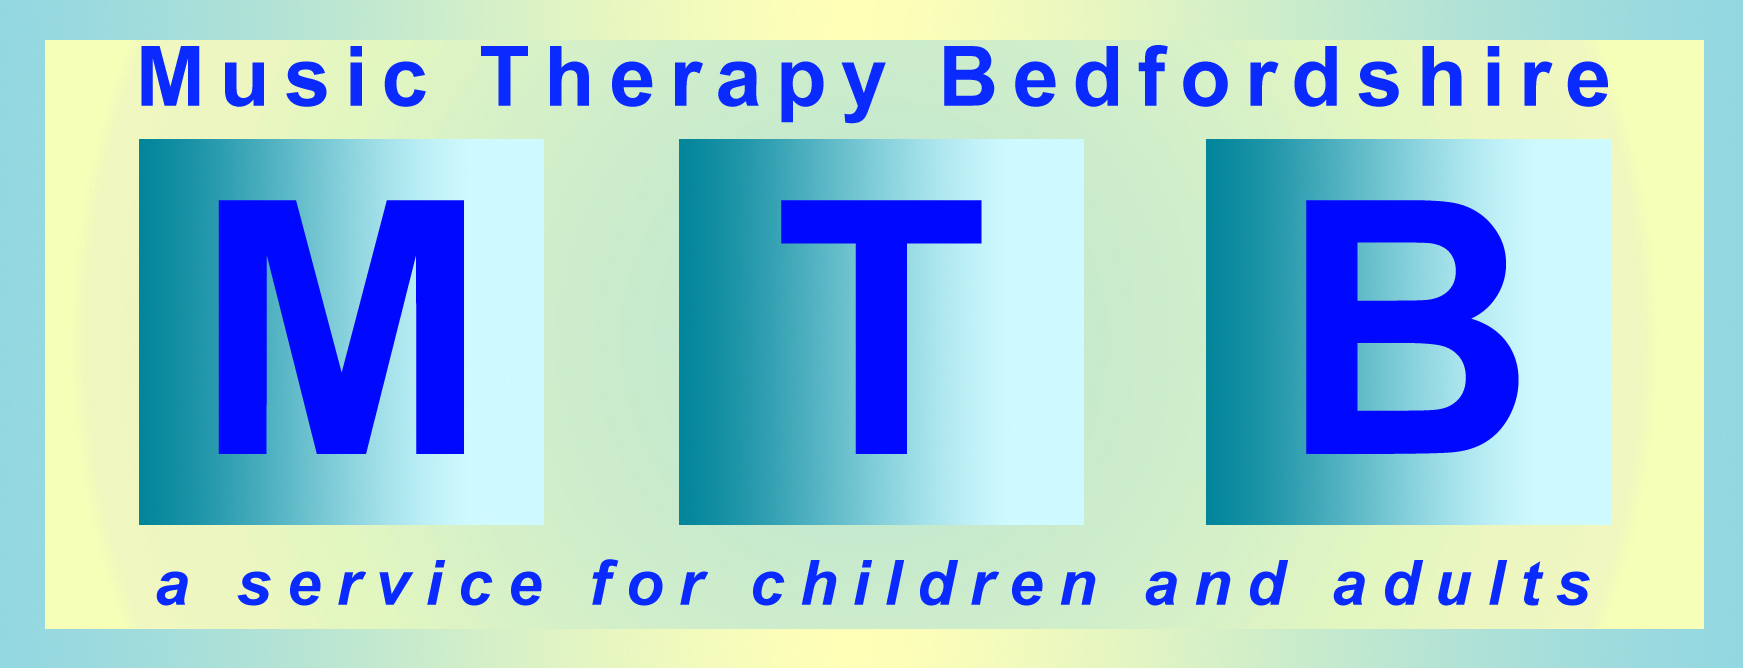 Music Therapy Bedfordshire
M T B
a service for children and adults